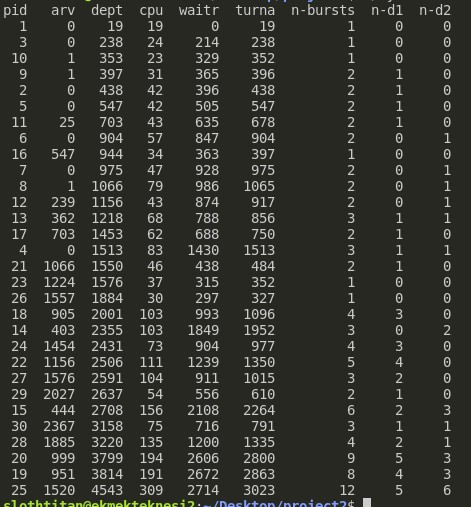 pid arv dept cpu waitr turna n-bursts n-d1 n-d2
1 0 19 19 0 19 1 0 0
3 0 238 24 214 238 1 0 0
10 1 353 23 329 352 1 0 0
9 1 397 31 365 396 2 1 0
2 0 438 42 396 438 2 1 0
5 0 547 42 505 547 2 1 0
11 25 703 43 635 678 2 1 0
6 0 904 57 847 904 2 0 1
16 547 944 34 363 397 1 0 0
7 0 975 47 928 975 2 0 1
8 1 1066 79 986 1065 2 0 1
12 239 1156 43 874 917 2 0 1
13 362 1218 68 788 856 3 1 1
17 703 1453 62 688 750 2 1 0
4 0 1513 83 1430 1513 3 1 1
21 1066 1550 46 438 484 2 1 0
23 1224 1576 37 315 352 1 0 0
26 1557 1884 30 297 327 1 0 0
18 905 2001 103 993 1096 4 3 0
14 403 2355 103 1849 1952 3 0 2
24 1454 2431 73 904 977 4 3 0
22 1156 2506 111 1239 1350 5 4 0
27 1576 2591 104 911 1015 3 2 0
29 2027 2637 54 556 610 2 1 0
15 444 2708 156 2108 2264 6 2 3
30 2367 3158 75 716 791 3 1 1
28 1885 3220 135 1200 1335 4 2 1
20 999 3799 194 2606 2800 9 5 3
19 951 3814 191 2672 2863 8 4 3
25 1520 4543 309 2714 3023 12 5 6
slothtitan@ekmekteknesi2:~/Desktop/project2$